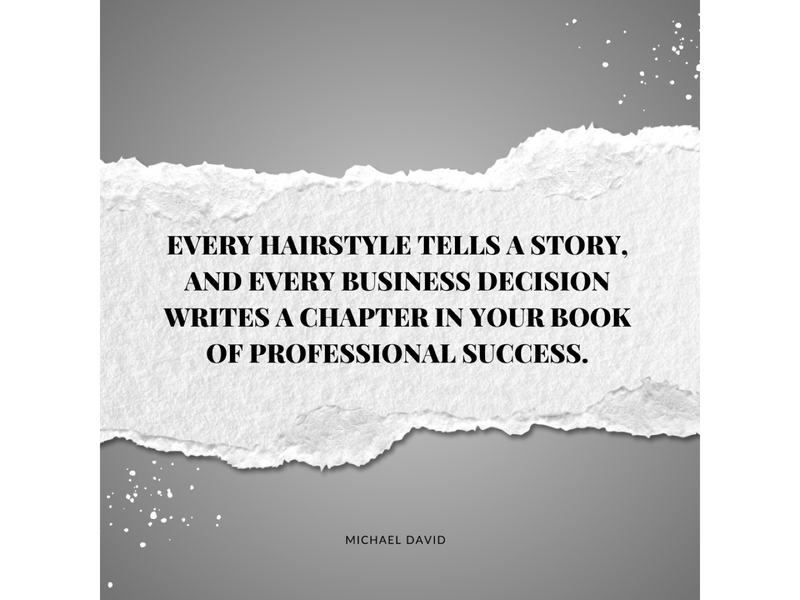 EVERY HAIRSTYLE TELLS A STORY,
AND EVERY BUSINESS DECISION
WRITES A CHAPTER IN YOUR BOOK
OF PROFESSIONAL SUCCESS.
MICHAEL DAVID